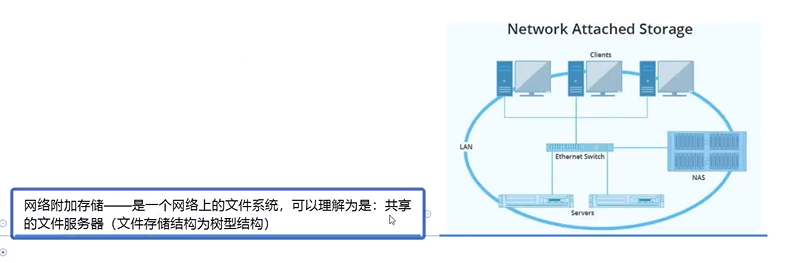 Network Attached Storage
Clients
LAN
Ethernet Switch
NAS
Servers
网络附加存储——是一个网络上的文件系统，可以理解为是：共享
的文件服务器（文件存储结构为树型结构）